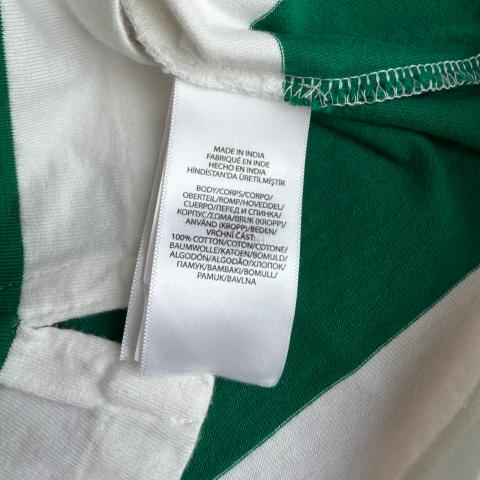 MADE IN INDIA
FABRIQUÉ EN INDE
HECHO EN INDIA
HİNDİSTAN'DA ÜRETİLMİŞTİR
BODY/CORPS/CORPO/
OBERTEIL/ROMP/HOVEDDEL/
CUERPO/ПЕРЕД И СПИНКА/
КОРПУС/ΣΩΜΑ/BRUK (KROPP)/
ANVÄND (KROPP)/BEDEN/
VRCHNÍ ČÁST:
100% COTTON/COTON/COTONE/
BAUMWOLLE/KATOEN/BOMULD/
ALGODÓN/ALGODÃO/ХЛОПОК/
ПАМУК/ΒΑΜΒΑΚΙ/BOMULL/
PAMUK/BAVLNA